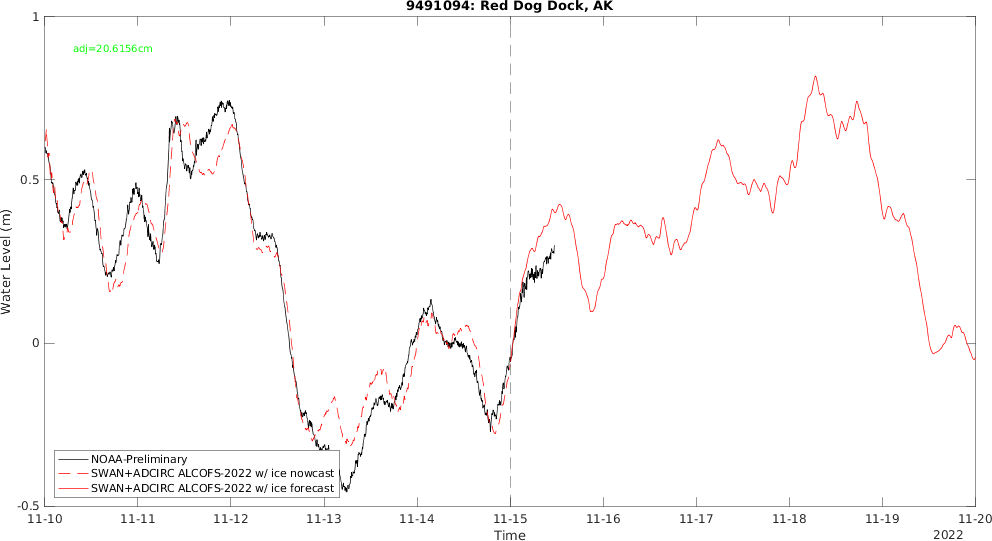 9491094: Red Dog Dock, AK
adj=20.6156cm
Water Level (m)
1
0.5
0
-0.5
NOAA-Preliminary
SWAN+ADCIRC ALCOFS-2022 w/ ice nowcast
SWAN+ADCIRC ALCOFS-2022 w/ ice forecast
11-10 11-11 11-12 11-13 11-14 11-15 11-16 11-17 11-18 11-19 11-20
Time
2022